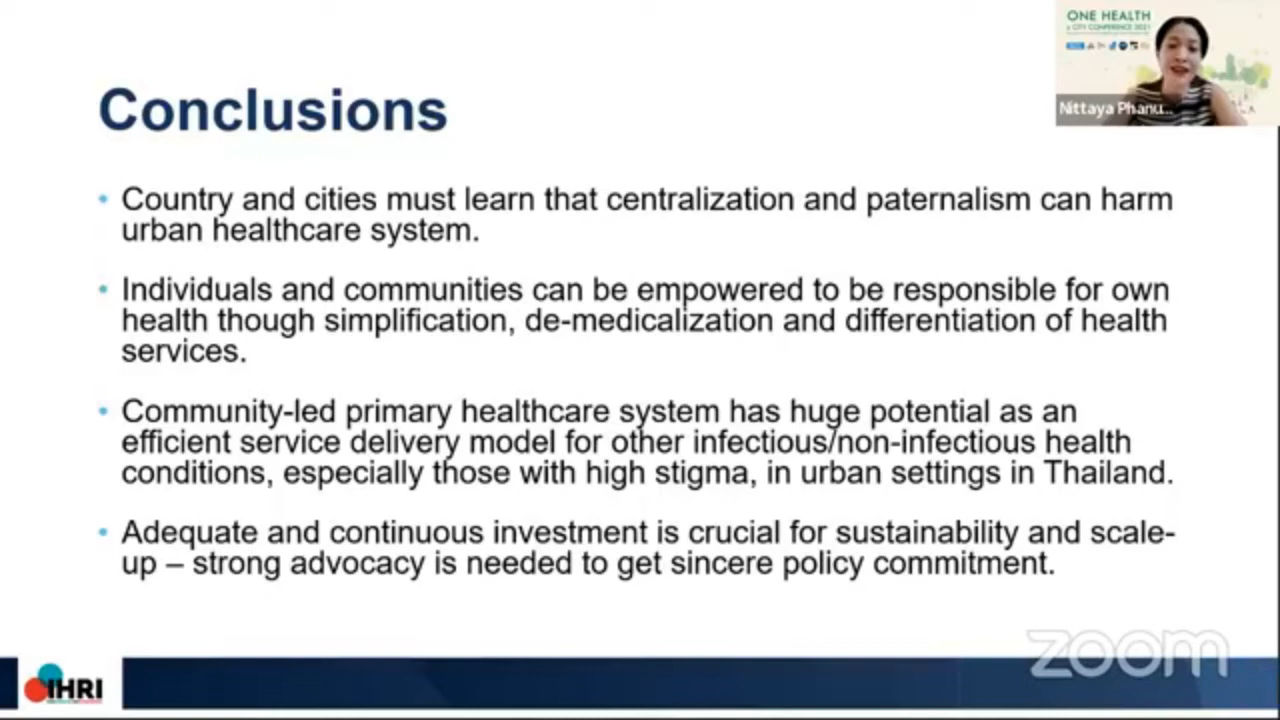 ONE HEALTH
CITY CONFERENCE 2021
Nittaya Phanu...
Conclusions
• Country and cities must learn that centralization and paternalism can harm
urban healthcare system.
• Individuals and communities can be empowered to be responsible for own
health though simplification, de-medicalization and differentiation of health
services.
• Community-led primary healthcare system has huge potential as an
efficient service delivery model for other infectious/non-infectious health
conditions, especially those with high stigma, in urban settings in Thailand.
• Adequate and continuous investment is crucial for sustainability and scale-
up – strong advocacy is needed to get sincere policy commitment.
zoom
IHRI